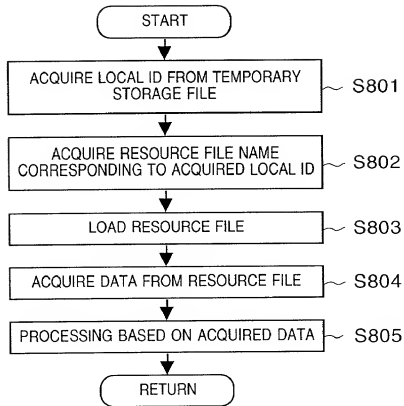 START
ACQUIRE LOCAL ID FROM TEMPORARY
STORAGE FILE
S801
ACQUIRE RESOURCE FILE NAME
CORRESPONDING TO ACQUIRED LOCAL ID
S802
LOAD RESOURCE FILE
S803
ACQUIRE DATA FROM RESOURCE FILE
S804
PROCESSING BASED ON ACQUIRED DATA
S805
RETURN